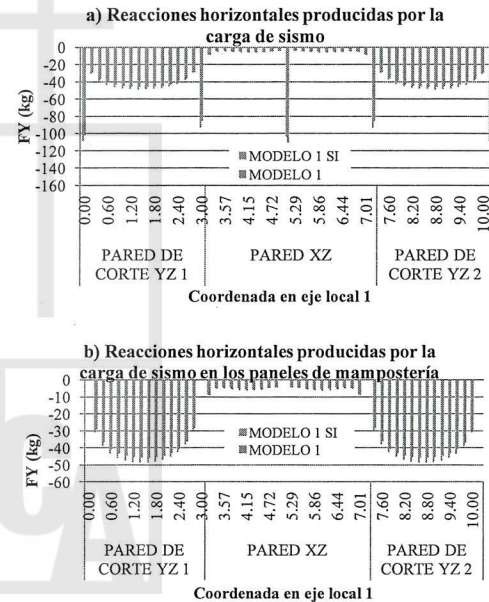 a) Reacciones horizontales producidas por la
carga de sismo
FY (kg)
0
-20
-40
-60
-80
-100
-120
-140
-160
MODELO 1 SI
MODELO 1
0.00 0.60 1.20 1.80 2.40 3.00 3.57 4.15 4.72 5.29 5.86 6.44 7.01 7.60 8.20 8.80 9.40 10.00
PARED DE
CORTE YZ 1
PARED XZ
PARED DE
CORTE YZ 2
Coordenada en eje local 1
b) Reacciones horizontales producidas por la
carga de sismo en los paneles de mampostería
FY (kg)
0
-10
-20
-30
-40
-50
-60
MODELO 1 SI
MODELO 1
0.00 0.60 1.20 1.80 2.40 3.00 3.57 4.15 4.72 5.29 5.86 6.44 7.01 7.60 8.20 8.80 9.40 10.00
PARED DE
CORTE YZ 1
PARED XZ
PARED DE
CORTE YZ 2
Coordenada en eje local 1